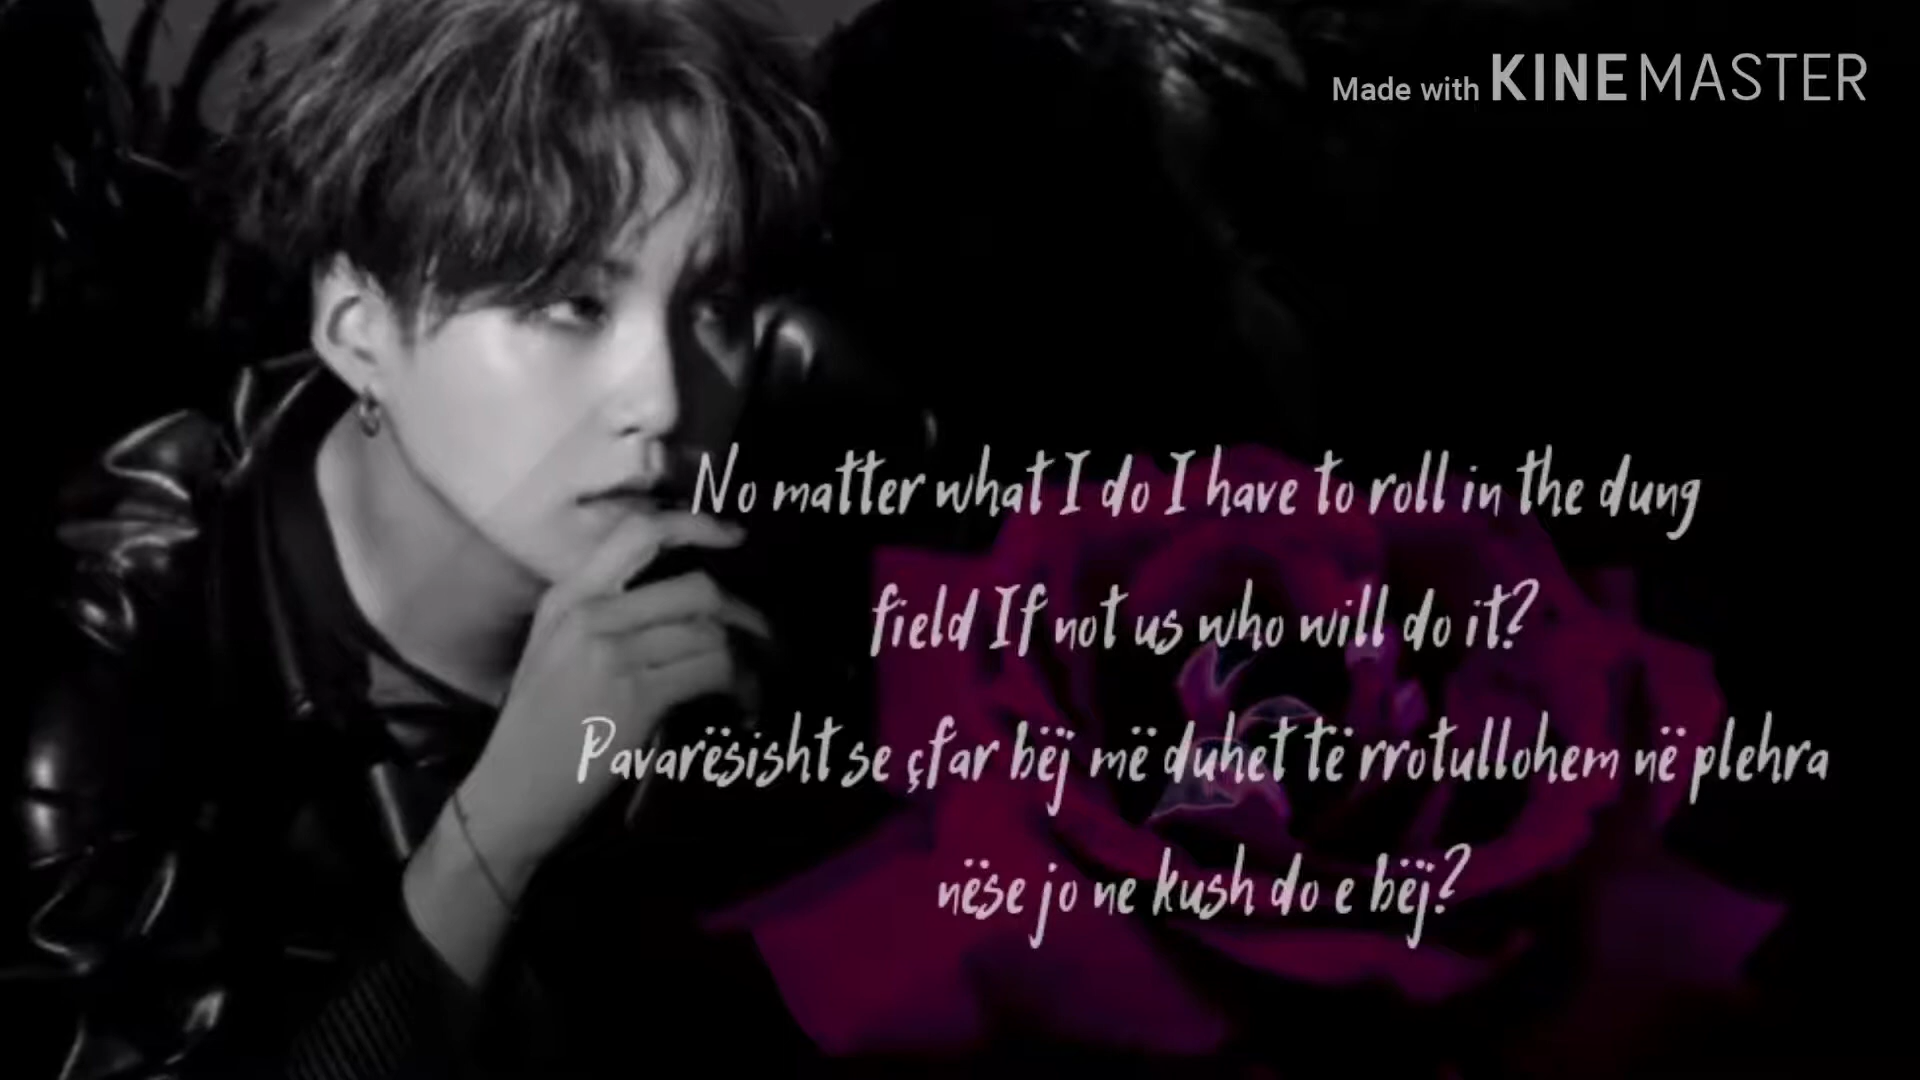 Made with KINEMASTER
No matter what I do I have to roll in the dung
field If not us who will do it?
Pavarësisht se çfar bëj më duhet të rrotullohem në plehra
nëse jo ne kush do e bëj?